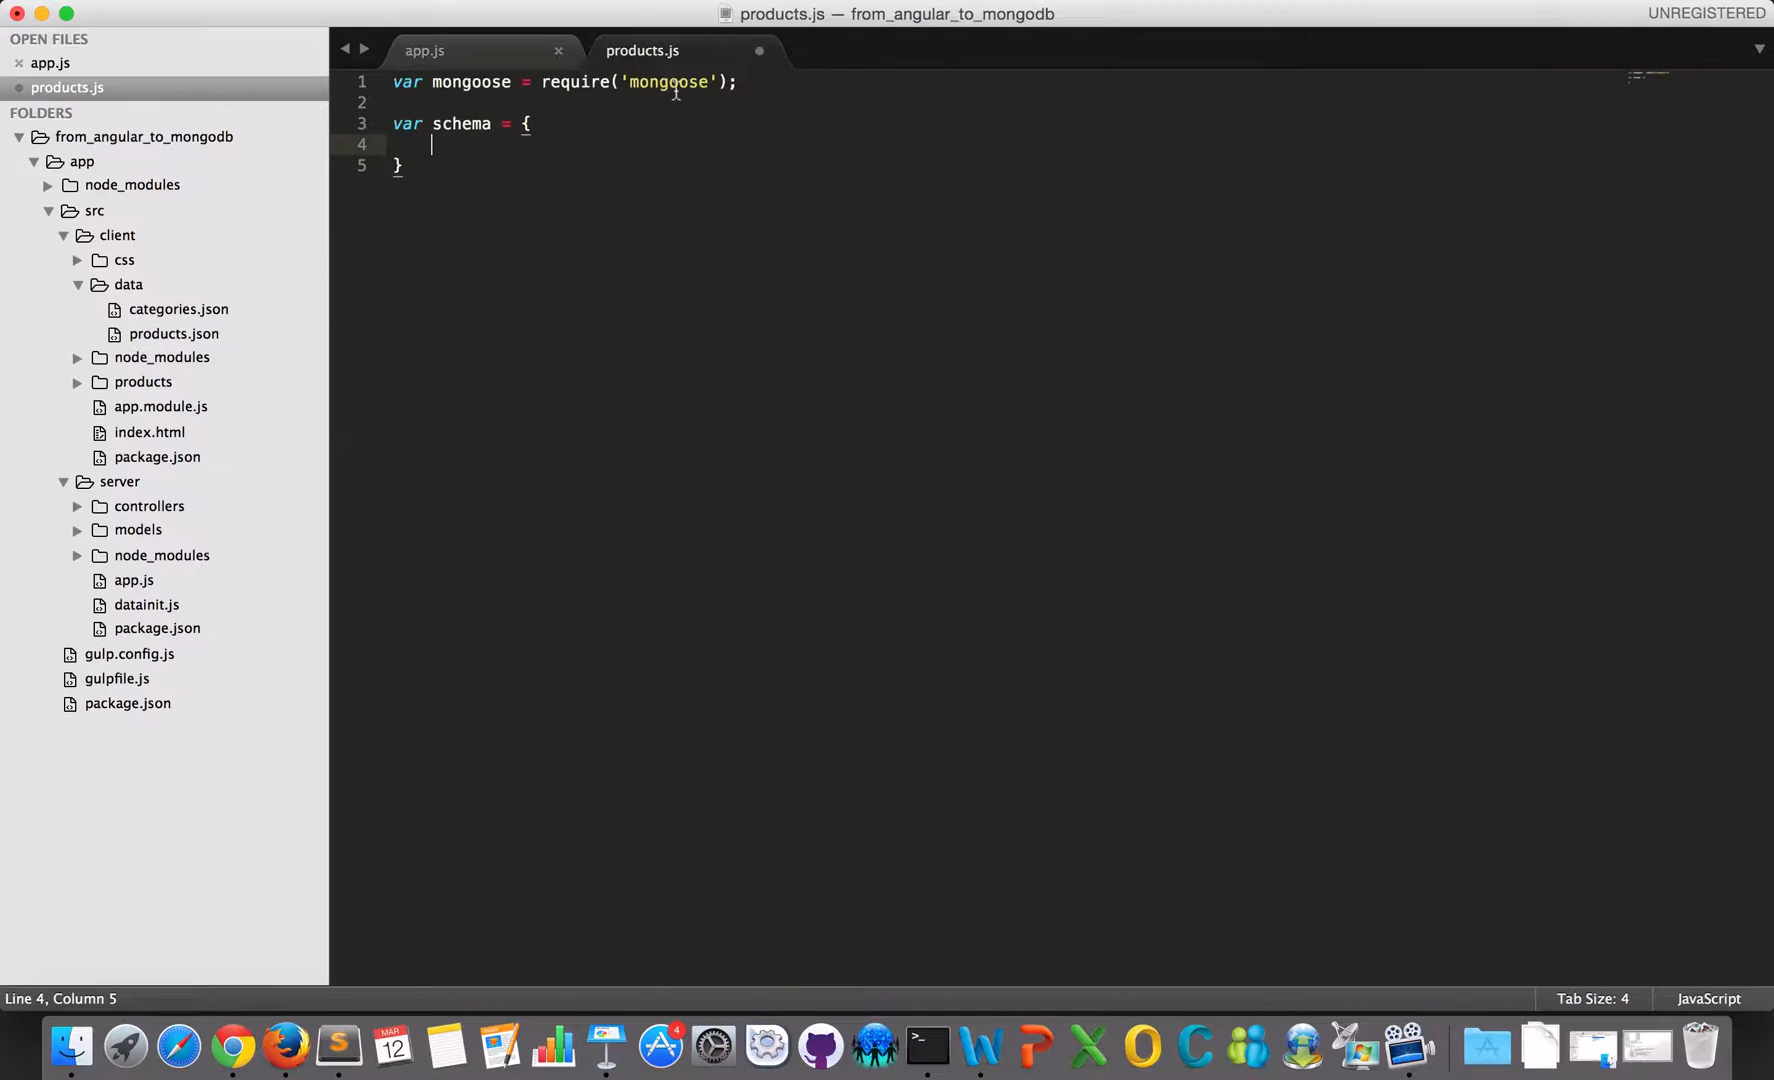 products.js — from_angular_to_mongodb
UNREGISTERED
OPEN FILES
app.js
products.js
FOLDERS
from_angular_to_mongodb
app
node_modules
src
client
css
data
categories.json
products.json
node_modules
products
app.module.js
index.html
package.json
server
controllers
models
node_modules
app.js
datainit.js
package.json
gulp.config.js
gulpfile.js
package.json
app.js
products.js
1 var mongoose = require('mongoose');
2
3 var schema = {
4
5 }
Line 4, Column 5
Tab Size: 4
JavaScript
MAR
12
4